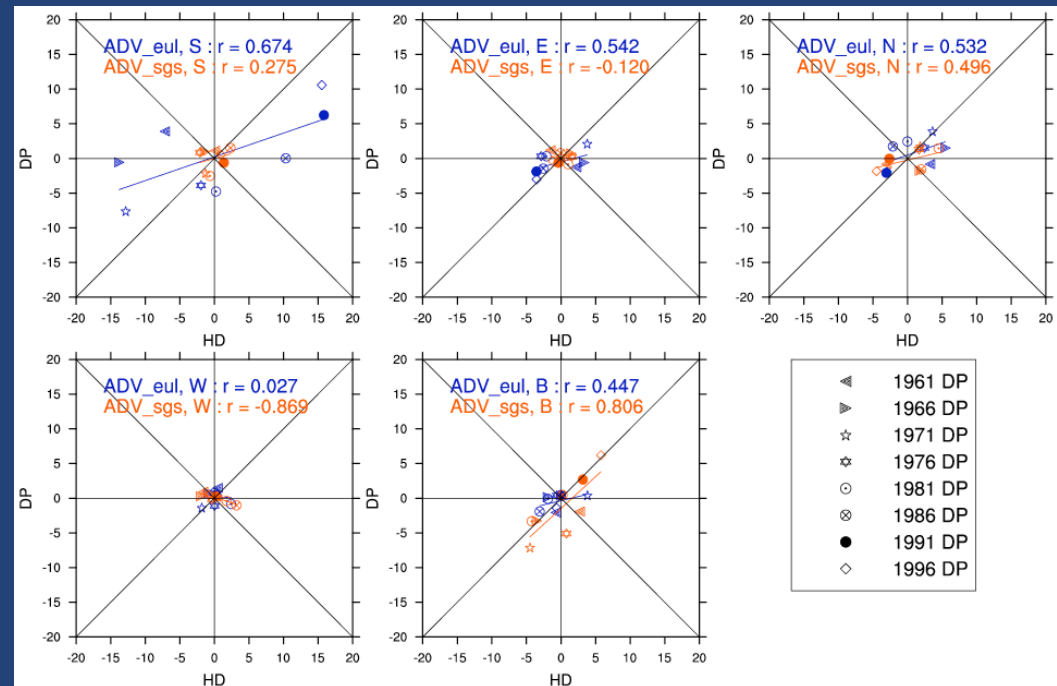 ADV_eul, S : r = 0.674
ADV_sgs, S : r = 0.275
20
15
10
5
0
-5
-10
-15
-20
DP
-20 -15 -10 -5 0 5 10 15 20
HD
ADV_eul, E : r = 0.542
ADV_sgs, E : r = -0.120
20
15
10
5
0
-5
-10
-15
-20
DP
-20 -15 -10 -5 0 5 10 15 20
HD
ADV_eul, N : r = 0.532
ADV_sgs, N : r = 0.496
20
15
10
5
0
-5
-10
-15
-20
DP
-20 -15 -10 -5 0 5 10 15 20
HD
ADV_eul, W : r = 0.027
ADV_sgs, W : r = -0.869
20
15
10
5
0
-5
-10
-15
-20
DP
-20 -15 -10 -5 0 5 10 15 20
HD
ADV_eul, B : r = 0.447
ADV_sgs, B : r = 0.806
20
15
10
5
0
-5
-10
-15
-20
DP
-20 -15 -10 -5 0 5 10 15 20
HD
1961 DP
1966 DP
1971 DP
1976 DP
1981 DP
1986 DP
1991 DP
1996 DP